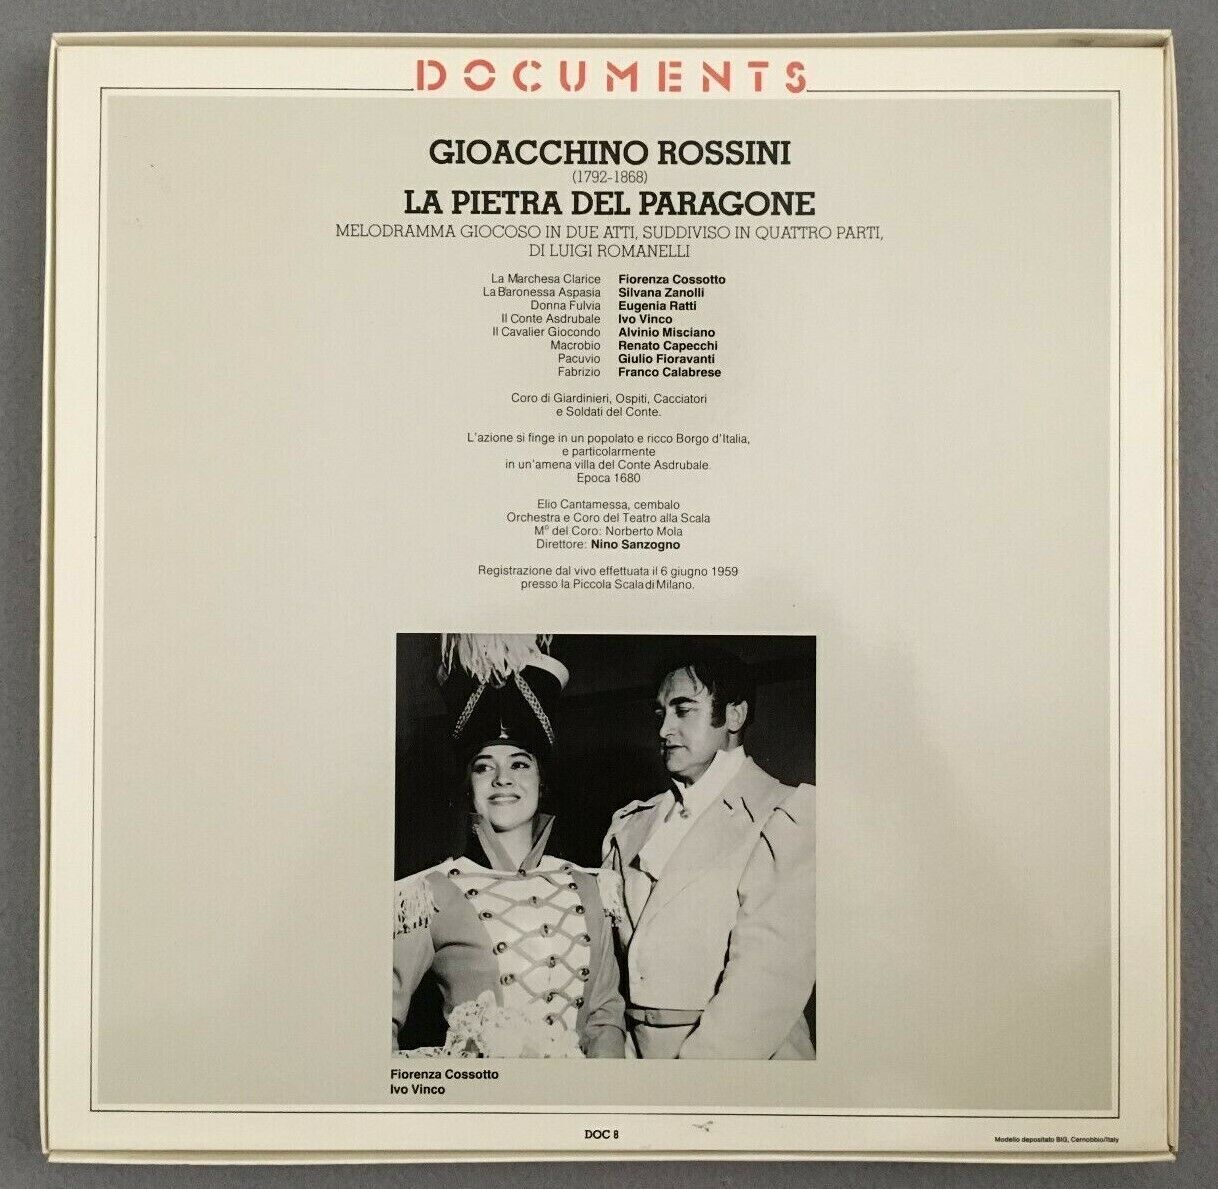 DOCUMENTS
GIOACCHINO ROSSINI
(1792-1868)
LA PIETRA DEL PARAGONE
MELODRAMMA GIOCOSO IN DUE ATTI, SUDDIVISO IN QUATTRO PARTI,
DI LUIGI ROMANELLI
La Marchesa Clarice Fiorenza Cossotto
La Baronessa Aspasia Silvana Zanolli
Donna Fulvia Eugenia Ratti
Il Conte Asdrubale Ivo Vinco
Il Cavalier Giocondo Alvinio Misciano
Macrobio Renato Capecchi
Pacuvio Giulio Fioravanti
Fabrizio Franco Calabrese
Coro di Giardinieri, Ospiti, Cacciatori
e Soldati del Conte.
L'azione si finge in un popolato e ricco Borgo d'Italia,
e particolarmente
in un'amena villa del Conte Asdrubale.
Epoca 1680
Elio Cantamessa, cembalo
Orchestra e Coro del Teatro alla Scala
Mº del Coro: Norberto Mola
Direttore: Nino Sanzogno
Registrazione dal vivo effettuata il 6 giugno 1959
presso la Piccola Scala di Milano.
Fiorenza Cossotto
Ivo Vinco
DOC 8
Modello depositato BIG, Cernobbio/Italy